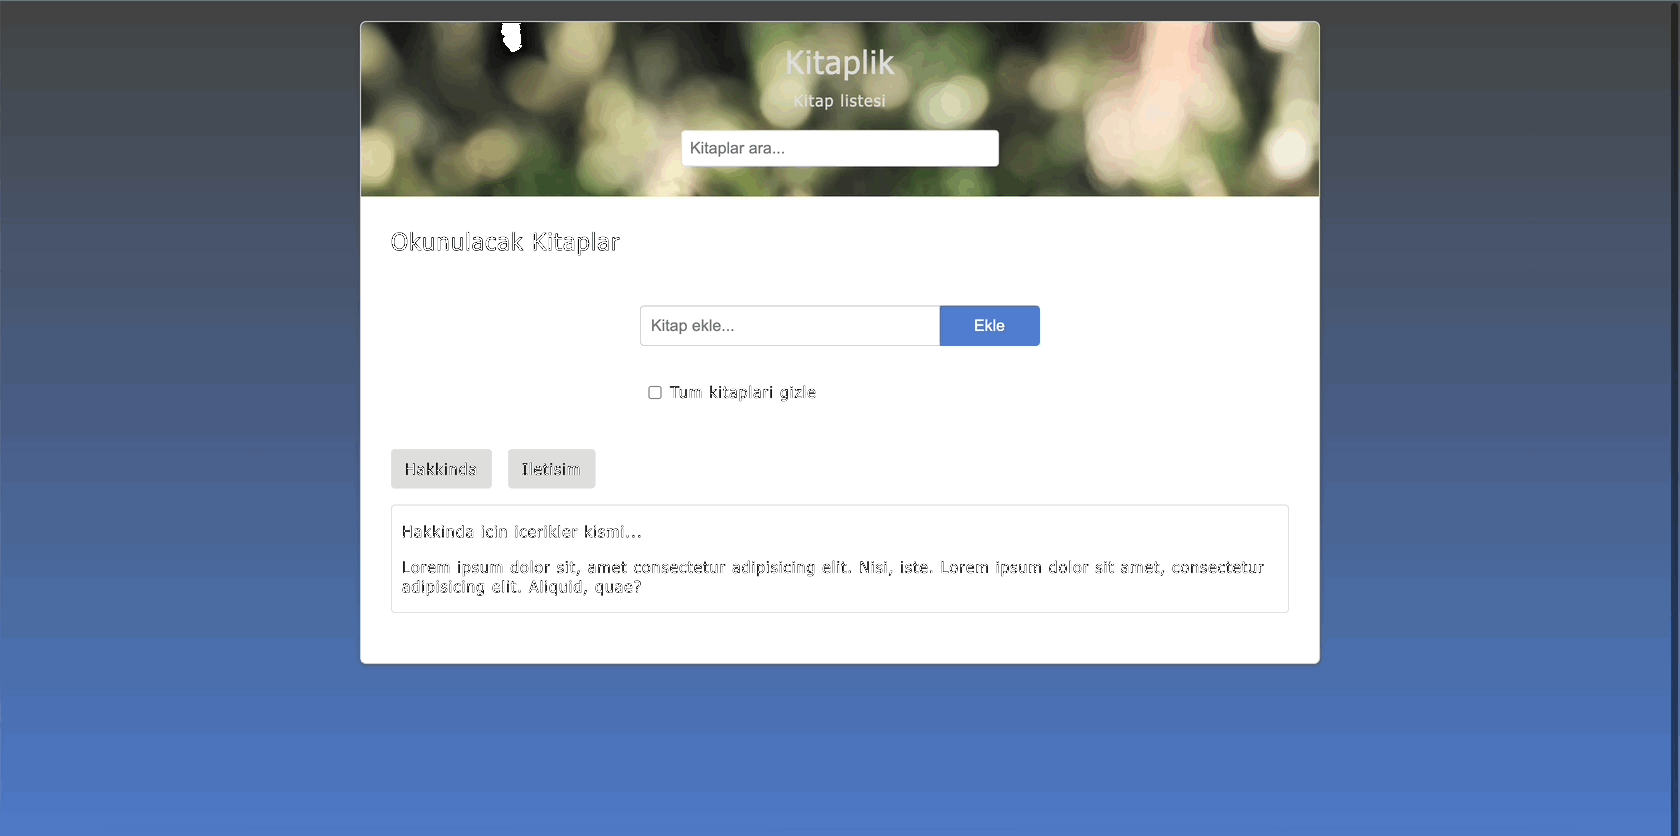 Kitaplik
Kitap listesi
Kitaplar ara...
Okunulacak Kitaplar
Kitap ekle...
Ekle
Tum kitaplari gizle
Hakkinda
Iletisim
Hakkinda icin icerikler kismi...
Lorem ipsum dolor sit, amet consectetur adipisicing elit. Nisi, iste. Lorem ipsum dolor sit amet, consectetur
adipisicing elit. Aliquid, quae?